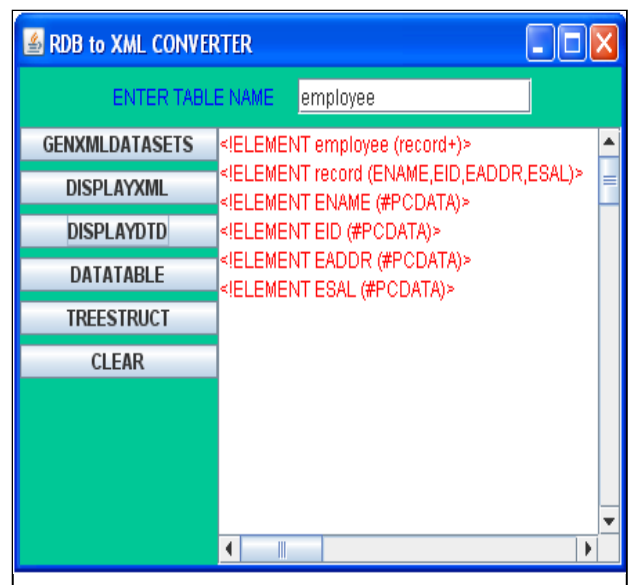 RDB to XML CONVERTER
ENTER TABLE NAME employee
GENXMLDATASETS
DISPLAYXML
DISPLAYDTD
DATATABLE
TREESTRUCT
CLEAR
<!ELEMENT employee (record+)>
<!ELEMENT record (ENAME,EID,EADDR,ESAL)>
<!ELEMENT ENAME (#PCDATA)>
<!ELEMENT EID (#PCDATA)>
<!ELEMENT EADDR (#PCDATA)>
<!ELEMENT ESAL (#PCDATA)>